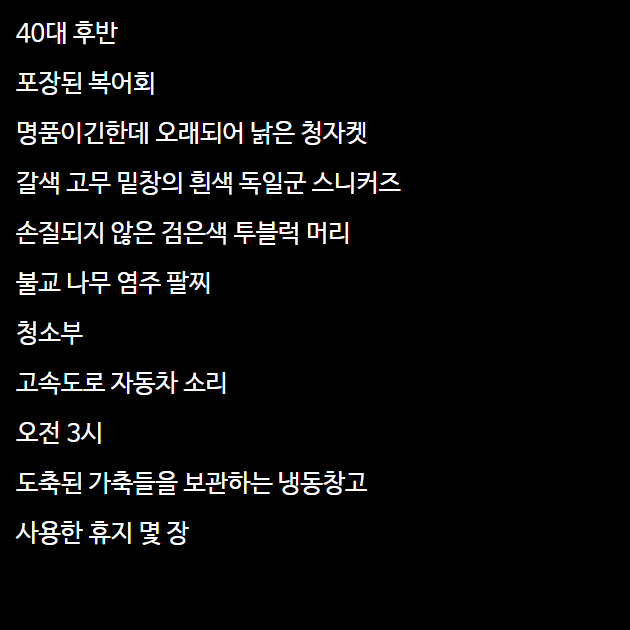 40대 후반
포장된 복어회
명품이긴한데 오래되어 낡은 청자켓
갈색 고무 밑창의 흰색 독일군 스니커즈
손질되지 않은 검은색 투블럭 머리
불교 나무 염주 팔찌
청소부
고속도로 자동차 소리
오전 3시
도축된 가축들을 보관하는 냉동창고
사용한 휴지 몇 장